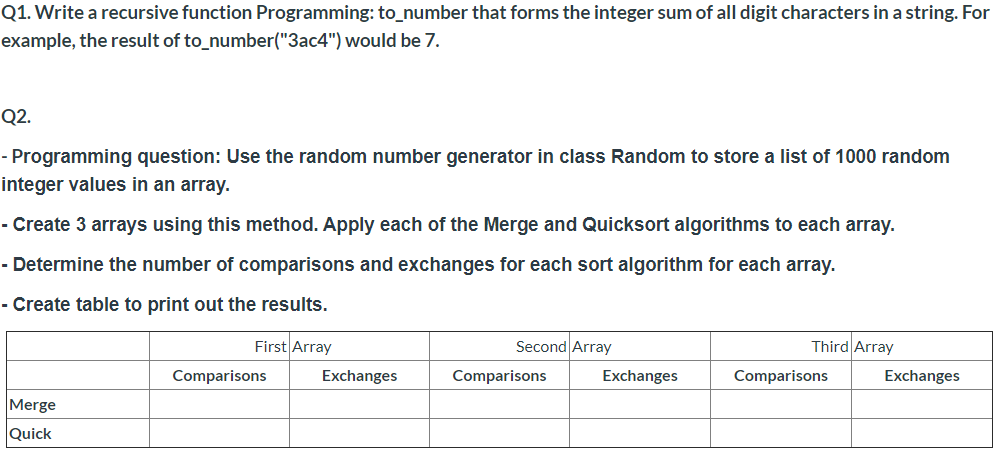 Q1. Write a recursive function Programming: to_number that forms the integer sum of all digit characters in a string. For
example, the result of to_number("3ac4") would be 7.
Q2.
- Programming question: Use the random number generator in class Random to store a list of 1000 random
integer values in an array.
- Create 3 arrays using this method. Apply each of the Merge and Quicksort algorithms to each array.
- Determine the number of comparisons and exchanges for each sort algorithm for each array.
- Create table to print out the results.
First Array Second Array Third Array
Comparisons Exchanges Comparisons Exchanges Comparisons Exchanges
Merge
Quick